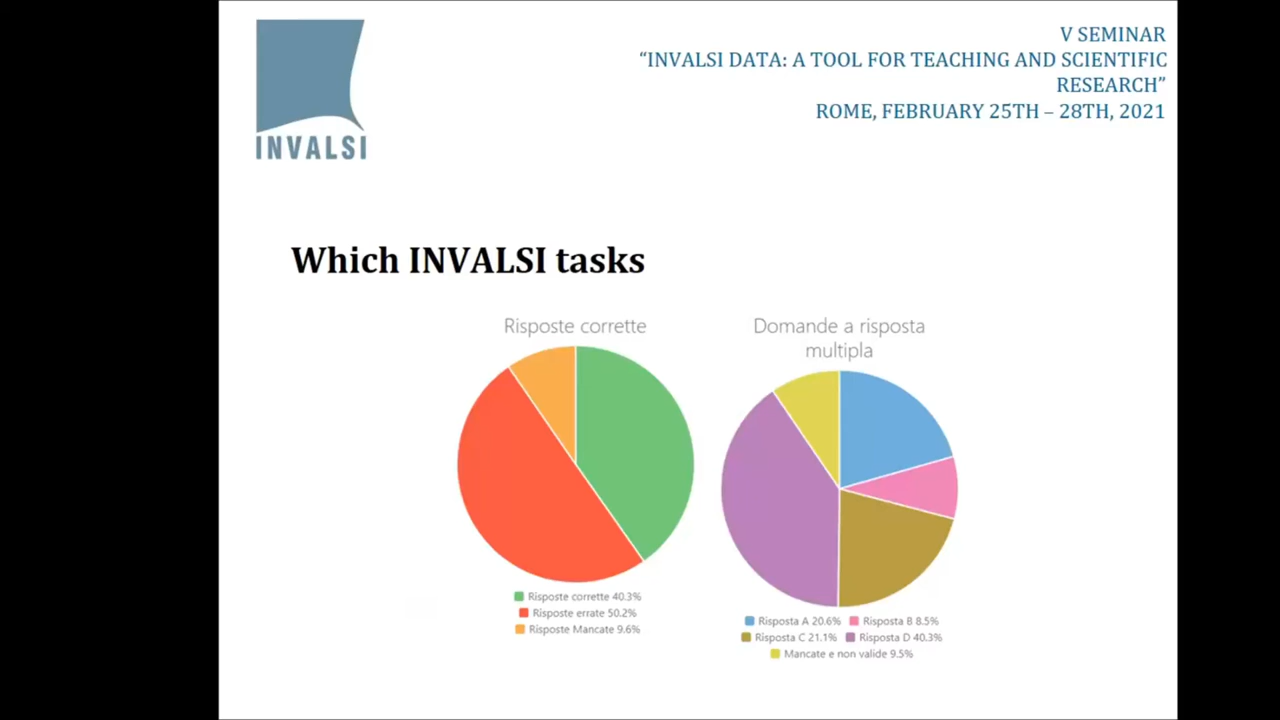 INVALSI
V SEMINAR
“INVALSI DATA: A TOOL FOR TEACHING AND SCIENTIFIC
RESEARCH”
ROME, FEBRUARY 25TH – 28TH, 2021
Which INVALSI tasks
Risposte corrette
Risposte corrette 40.3%
Risposte errate 50.2%
Risposte Mancate 9.6%
Domande a risposta
multipla
Risposta A 20.6% Risposta B 8.5%
Risposta C 21.1% Risposta D 40.3%
Mancate e non valide 9.5%